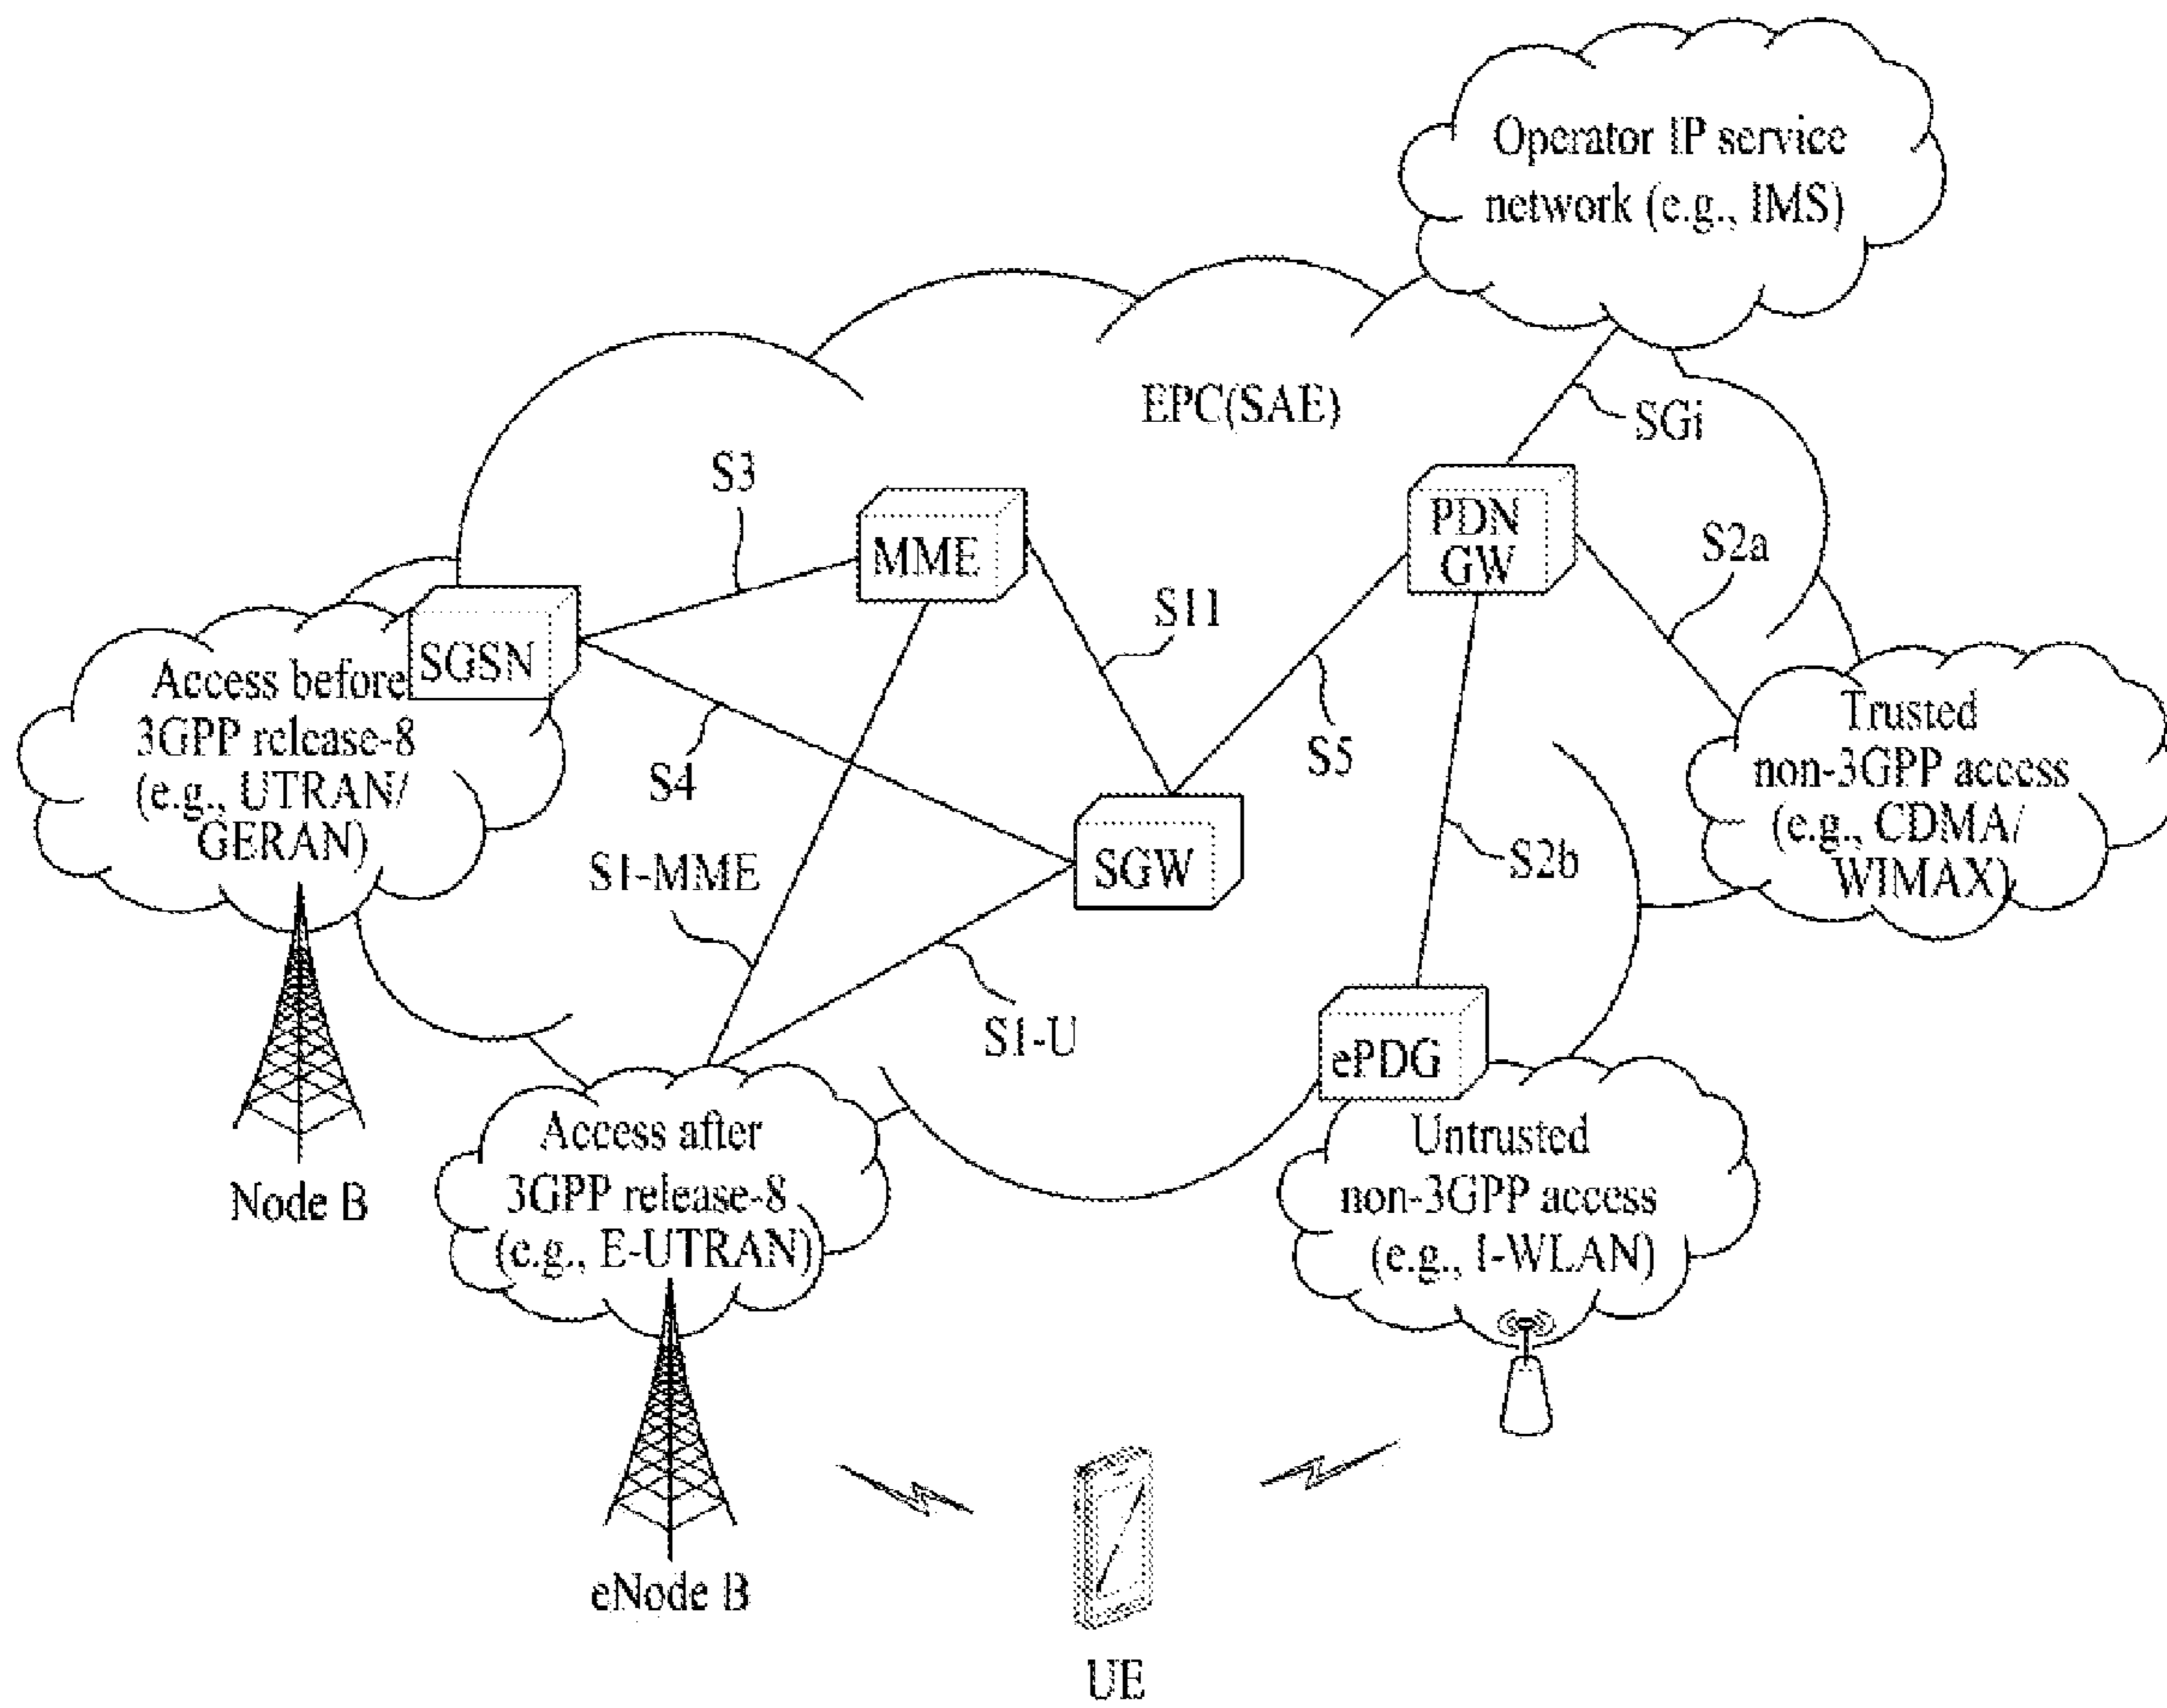 Operator IP service
network (e.g., IMS)
EPC(SAE)
SGi
S3
MME
PDN
GW
S2a
S11
SGSN
Access before
3GPP release-8
(e.g., UTRAN/
GERAN)
S4
S5
Trusted
non-3GPP access
(e.g., CDMA/
WIMAX)
S1-MME
SGW
S2b
S1-U
ePDG
Node B
Access after
3GPP release-8
(e.g., E-UTRAN)
Untrusted
non-3GPP access
(e.g., I-WLAN)
eNode B
UE